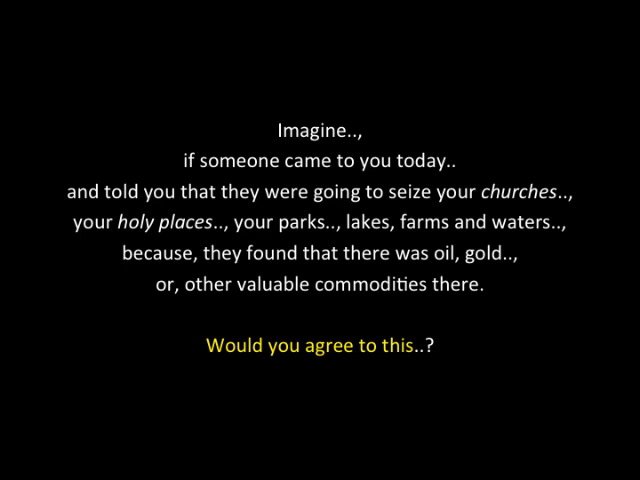 Imagine..,
if someone came to you today..
and told you that they were going to seize your churches..,
your holy places.., your parks.., lakes, farms and waters..,
because, they found that there was oil, gold..,
or, other valuable commodities there.
Would you agree to this..?